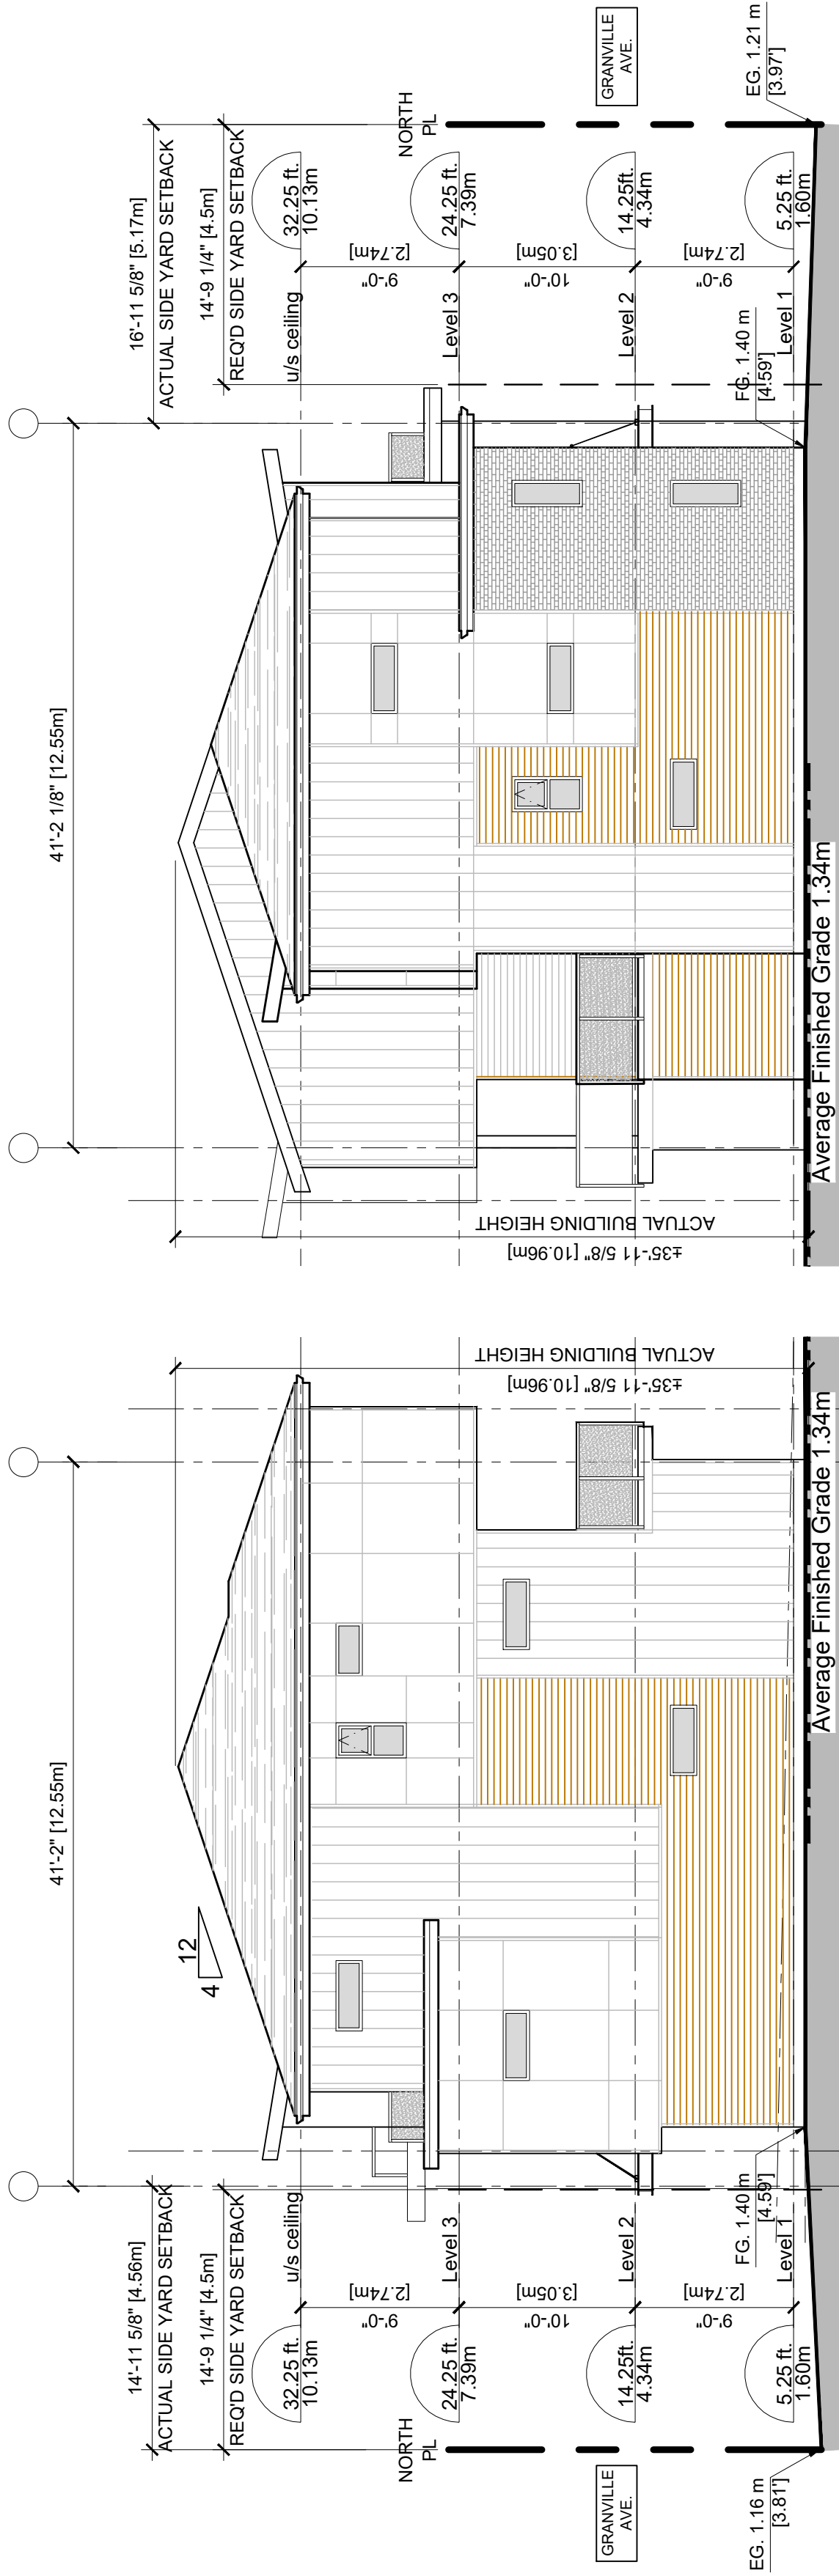 16'-11 5/8" [5.17m]
ACTUAL SIDE YARD SETBACK
14'-9 1/4" [4.5m]
REQ'D SIDE YARD SETBACK
NORTH
PL
GRANVILLE
AVE.
EG. 1.21 m
[3.97']
32.25 ft.
10.13m
24.25 ft.
7.39m
14.25ft.
4.34m
5.25 ft.
1.60m
9'-0"
[2.74m]
10'-0"
[3.05m]
9'-0"
[2.74m]
u/s ceiling
Level 3
Level 2
Level 1
FG. 1.40 m
[4.59']
41'-2 1/8" [12.55m]
Average Finished Grade 1.34m
ACTUAL BUILDING HEIGHT
±35'-11 5/8" [10.96m]
ACTUAL BUILDING HEIGHT
±35'-11 5/8" [10.96m]
Average Finished Grade 1.34m
41'-2" [12.55m]
12
4
14'-11 5/8" [4.56m]
ACTUAL SIDE YARD SETBACK
14'-9 1/4" [4.5m]
REQ'D SIDE YARD SETBACK
u/s ceiling
Level 3
Level 2
Level 1
FG. 1.40 m
[4.59']
9'-0"
[2.74m]
10'-0"
[3.05m]
9'-0"
[2.74m]
32.25 ft.
10.13m
24.25 ft.
7.39m
14.25ft.
4.34m
5.25 ft.
1.60m
NORTH
PL
GRANVILLE
AVE.
EG. 1.16 m
[3.81']